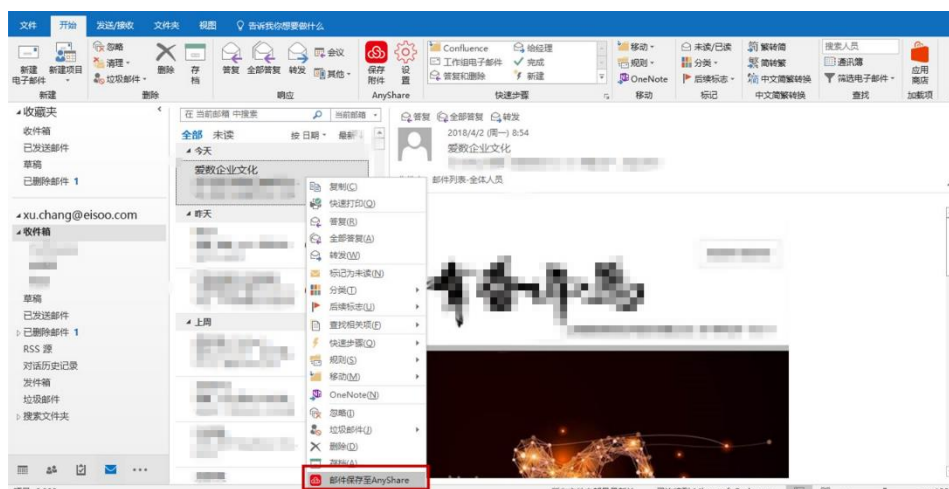 文件 开始 发送/接收 文件夹 视图 告诉我你想要做什么
新建 电子邮件 新建项目
新建
忽略
清理
垃圾邮件
删除
存档
删除
答复 全部答复 转发
会议
其他
响应
保存附件 设置
AnyShare
Confluence 给经理
工作组电子邮件 完成
答复和删除 新建
快速步骤
移动
规则
OneNote
移动
未读/已读
分类
后续标志
标记
繁转简
简转繁
中文简繁转换
中文简繁转换
搜索人员
通讯簿
筛选电子邮件
查找
应用商店
加载项
收藏夹
收件箱
已发送邮件
草稿
已删除邮件 1
xu.chang@eisoo.com
收件箱
草稿
已发送邮件
已删除邮件 1
RSS 源
对话历史记录
发件箱
垃圾邮件
搜索文件夹
在 当前邮箱 中搜索 当前邮箱
全部 未读 按 日期 最新
今天
爱数企业文化
昨天
上周
复制(C)
快速打印(Q)
答复(R)
全部答复(A)
转发(W)
标记为未读(N)
分类(T)
后续标志(U)
查找相关项(F)
快速步骤(Q)
规则(S)
移动(M)
OneNote(N)
忽略(I)
垃圾邮件(J)
删除(D)
存档(A)
邮件保存至AnyShare
答复 全部答复 转发
2018/4/2 (周一) 8:54
爱数企业文化
邮件列表-全体人员